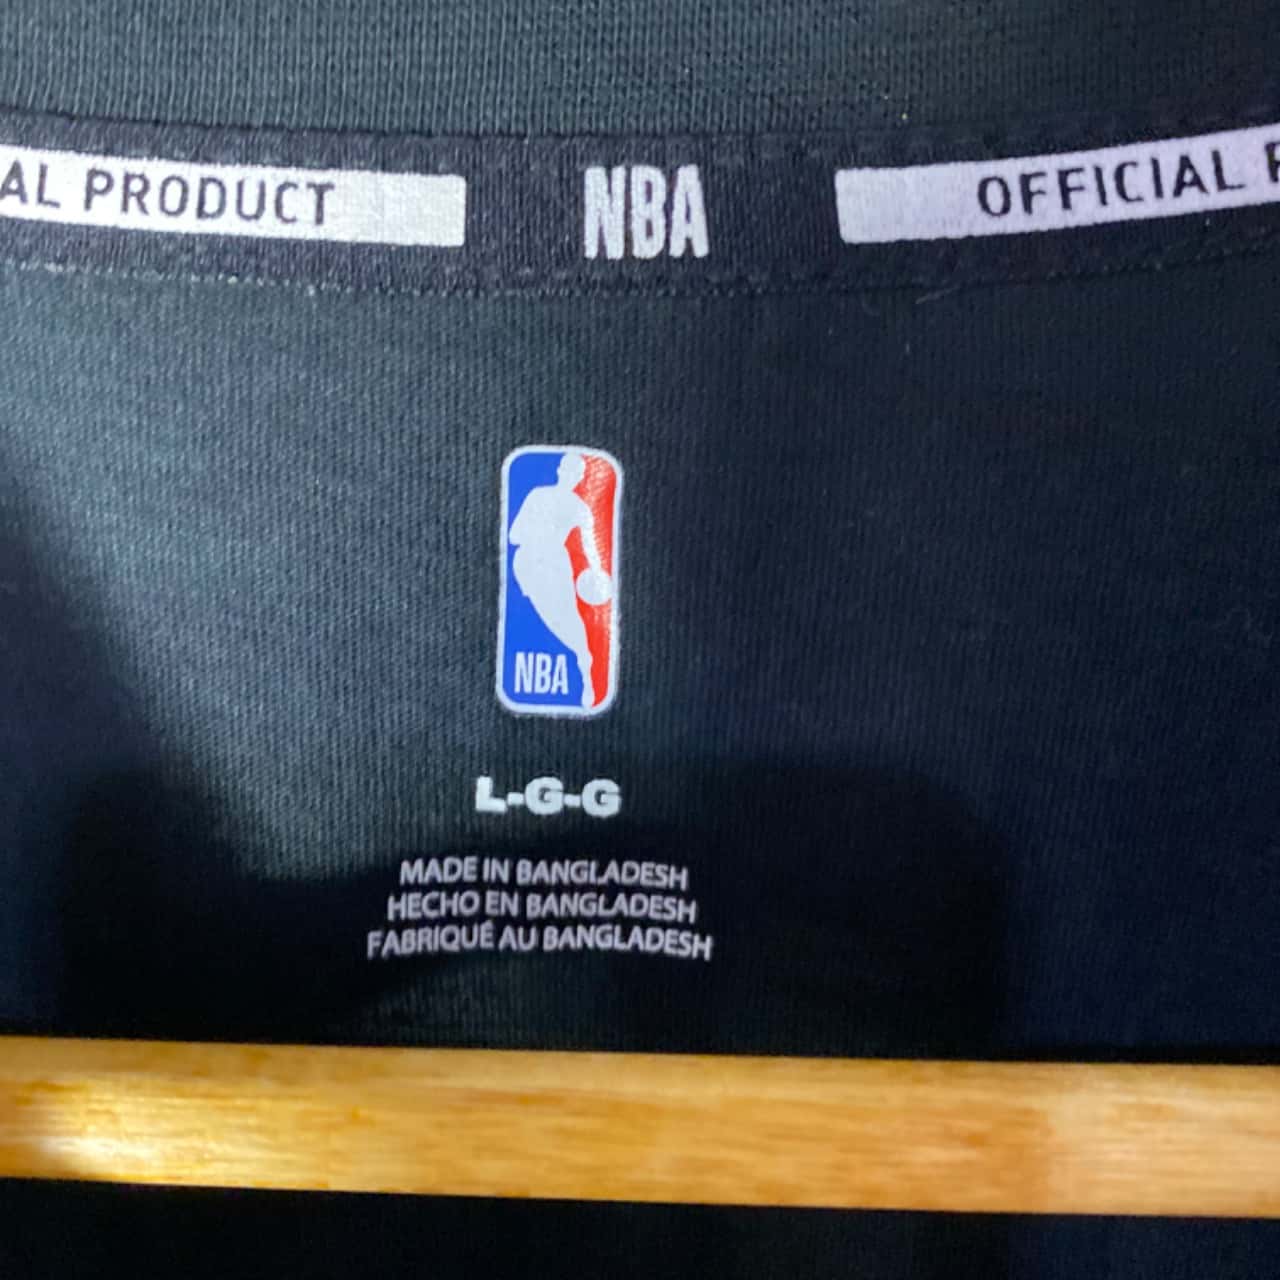 AL PRODUCT NBA OFFICIAL
NBA
L-G-G
MADE IN BANGLADESH
HECHO EN BANGLADESH
FABRIQUÉ AU BANGLADESH